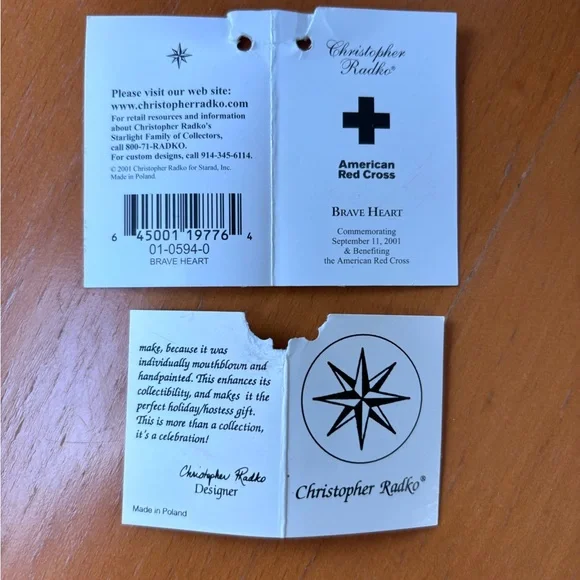 Please visit our web site:
www.christopherradko.com
For retail resources and information
about Christopher Radko's
Starlight Family of Collectors,
call 800-71-RADKO.
For custom designs, call 914-345-6114.
© 2001 Christopher Radko for Starad, Inc.
Made in Poland.
6 45001 19776 4
01-0594-0
BRAVE HEART
Christopher
Radko®
American
Red Cross
BRAVE HEART
Commemorating
September 11, 2001
& Benefiting
the American Red Cross
make, because it was
individually mouthblown and
handpainted. This enhances its
collectibility, and makes it the
perfect holiday/hostess gift.
This is more than a collection,
it's a celebration!
Christopher Radko
Designer
Made in Poland
Christopher Radko®